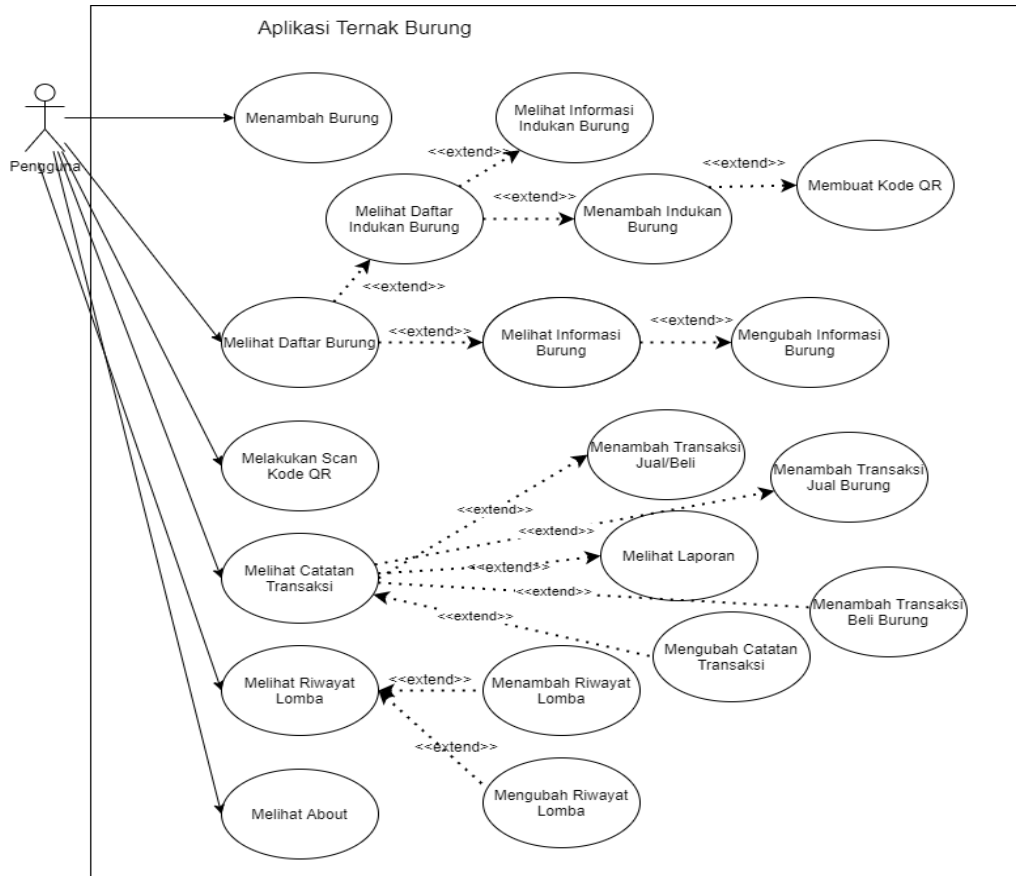 Aplikasi Ternak Burung
Pengguna
Menambah Burung
Melihat Informasi
Indukan Burung
<<extend>>
<<extend>>
Membuat Kode QR
Melihat Daftar
Indukan Burung
<<extend>>
Menambah Indukan
Burung
<<extend>>
Melihat Daftar Burung
<<extend>>
Melihat Informasi
Burung
<<extend>>
Mengubah Informasi
Burung
Melakukan Scan
Kode QR
Menambah Transaksi
Jual/Beli
Menambah Transaksi
Jual Burung
<<extend>>
<<extend>>
Melihat Catatan
Transaksi
<<extend>>
Melihat Laporan
<<extend>>
Menambah Transaksi
Beli Burung
<<extend>>
Mengubah Catatan
Transaksi
Melihat Riwayat
Lomba
<<extend>>
Menambah Riwayat
Lomba
<<extend>>
Mengubah Riwayat
Lomba
Melihat About